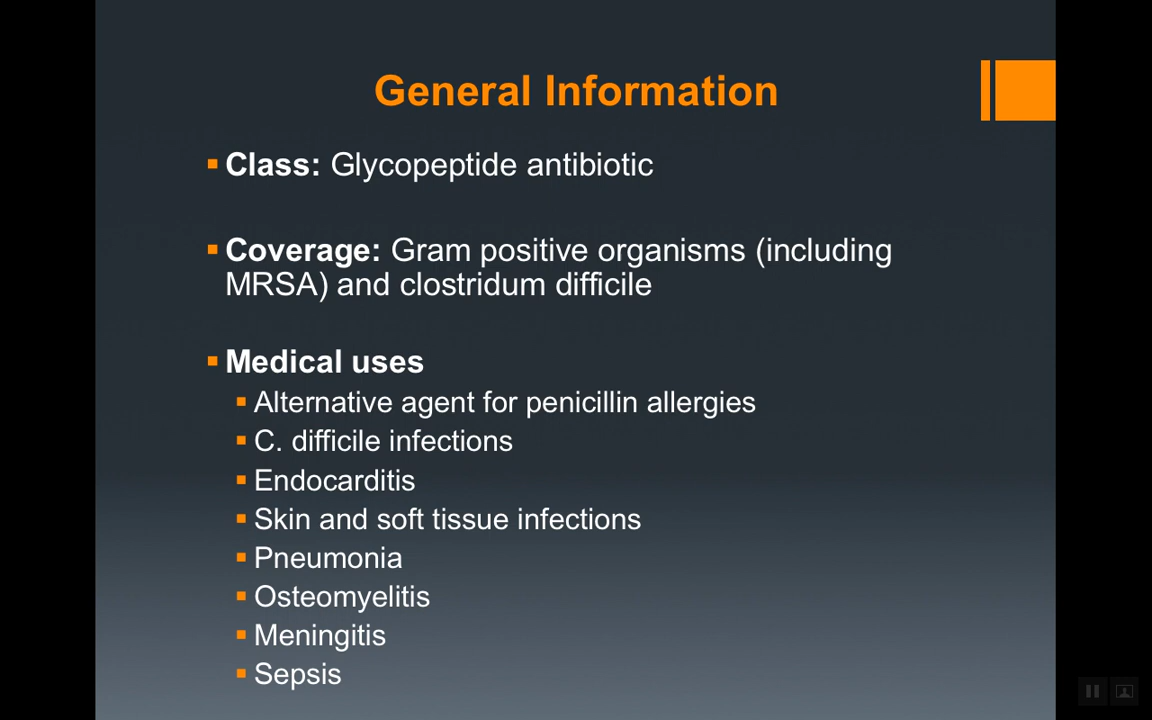 General Information
Class: Glycopeptide antibiotic
Coverage: Gram positive organisms (including
MRSA) and clostridum difficile
Medical uses
Alternative agent for penicillin allergies
C. difficile infections
Endocarditis
Skin and soft tissue infections
Pneumonia
Osteomyelitis
Meningitis
Sepsis